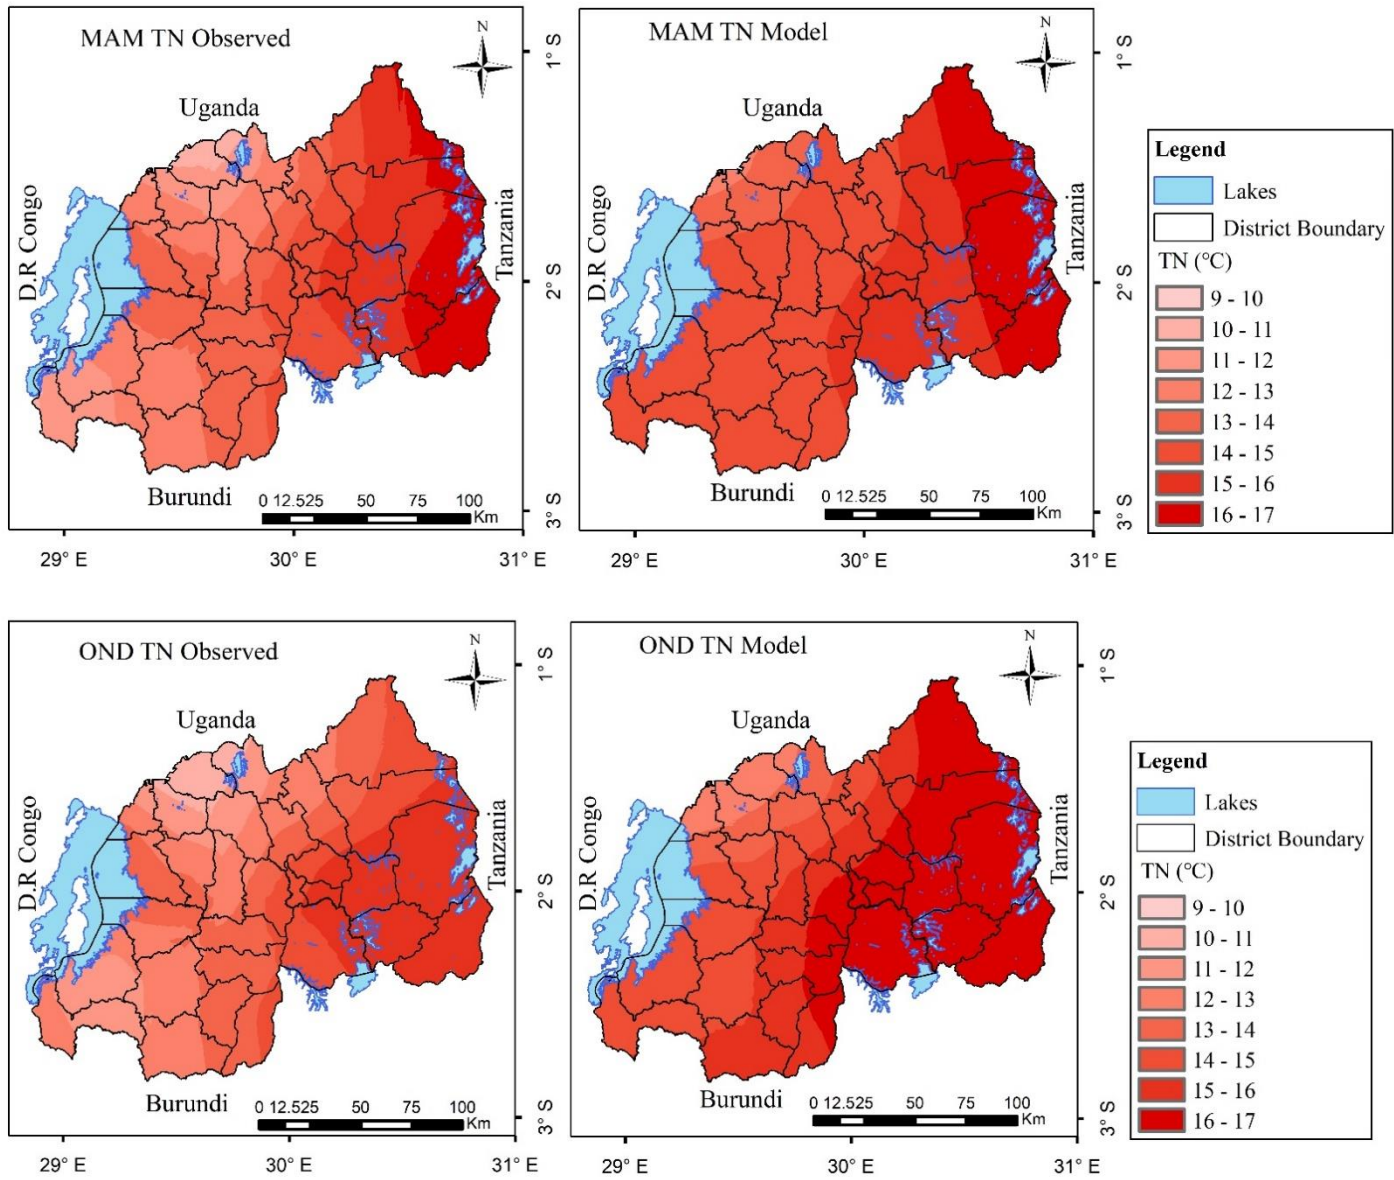 MAM TN Observed
N
Uganda
D.R Congo
Tanzania
Burundi
0 12.525 50 75 100
Km
1° S
2° S
3° S
29° E 30° E 31° E
MAM TN Model
N
Uganda
D.R Congo
Tanzania
Burundi
0 12.525 50 75 100
Km
1° S
2° S
3° S
29° E 30° E 31° E
Legend
Lakes
District Boundary
TN (°C)
9 - 10
10 - 11
11 - 12
12 - 13
13 - 14
14 - 15
15 - 16
16 - 17
OND TN Observed
N
Uganda
D.R Congo
Tanzania
Burundi
0 12.525 50 75 100
Km
1° S
2° S
3° S
29° E 30° E 31° E
OND TN Model
N
Uganda
D.R Congo
Tanzania
Burundi
0 12.525 50 75 100
Km
1° S
2° S
3° S
29° E 30° E 31° E
Legend
Lakes
District Boundary
TN (°C)
9 - 10
10 - 11
11 - 12
12 - 13
13 - 14
14 - 15
15 - 16
16 - 17